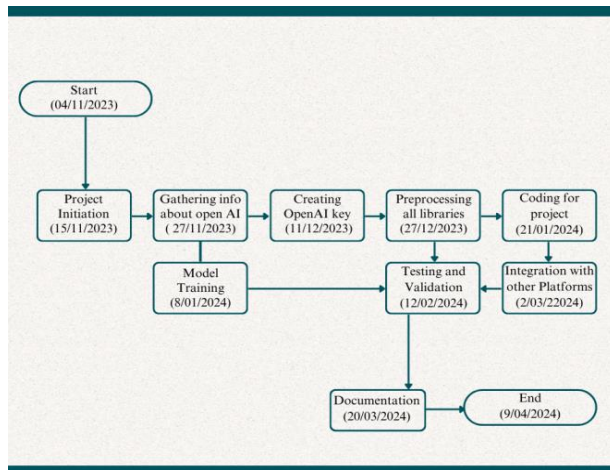 Start
(04/11/2023)
Project
Initiation
(15/11/2023)
Gathering info
about open AI
( 27/11/2023)
Creating
OpenAI key
(11/12/2023)
Preprocessing
all libraries
(27/12/2023)
Coding for
project
(21/01/2024)
Model
Training
(8/01/2024)
Testing and
Validation
(12/02/2024)
Integration with
other Platforms
(2/03/22024)
Documentation
(20/03/2024)
End
(9/04/2024)